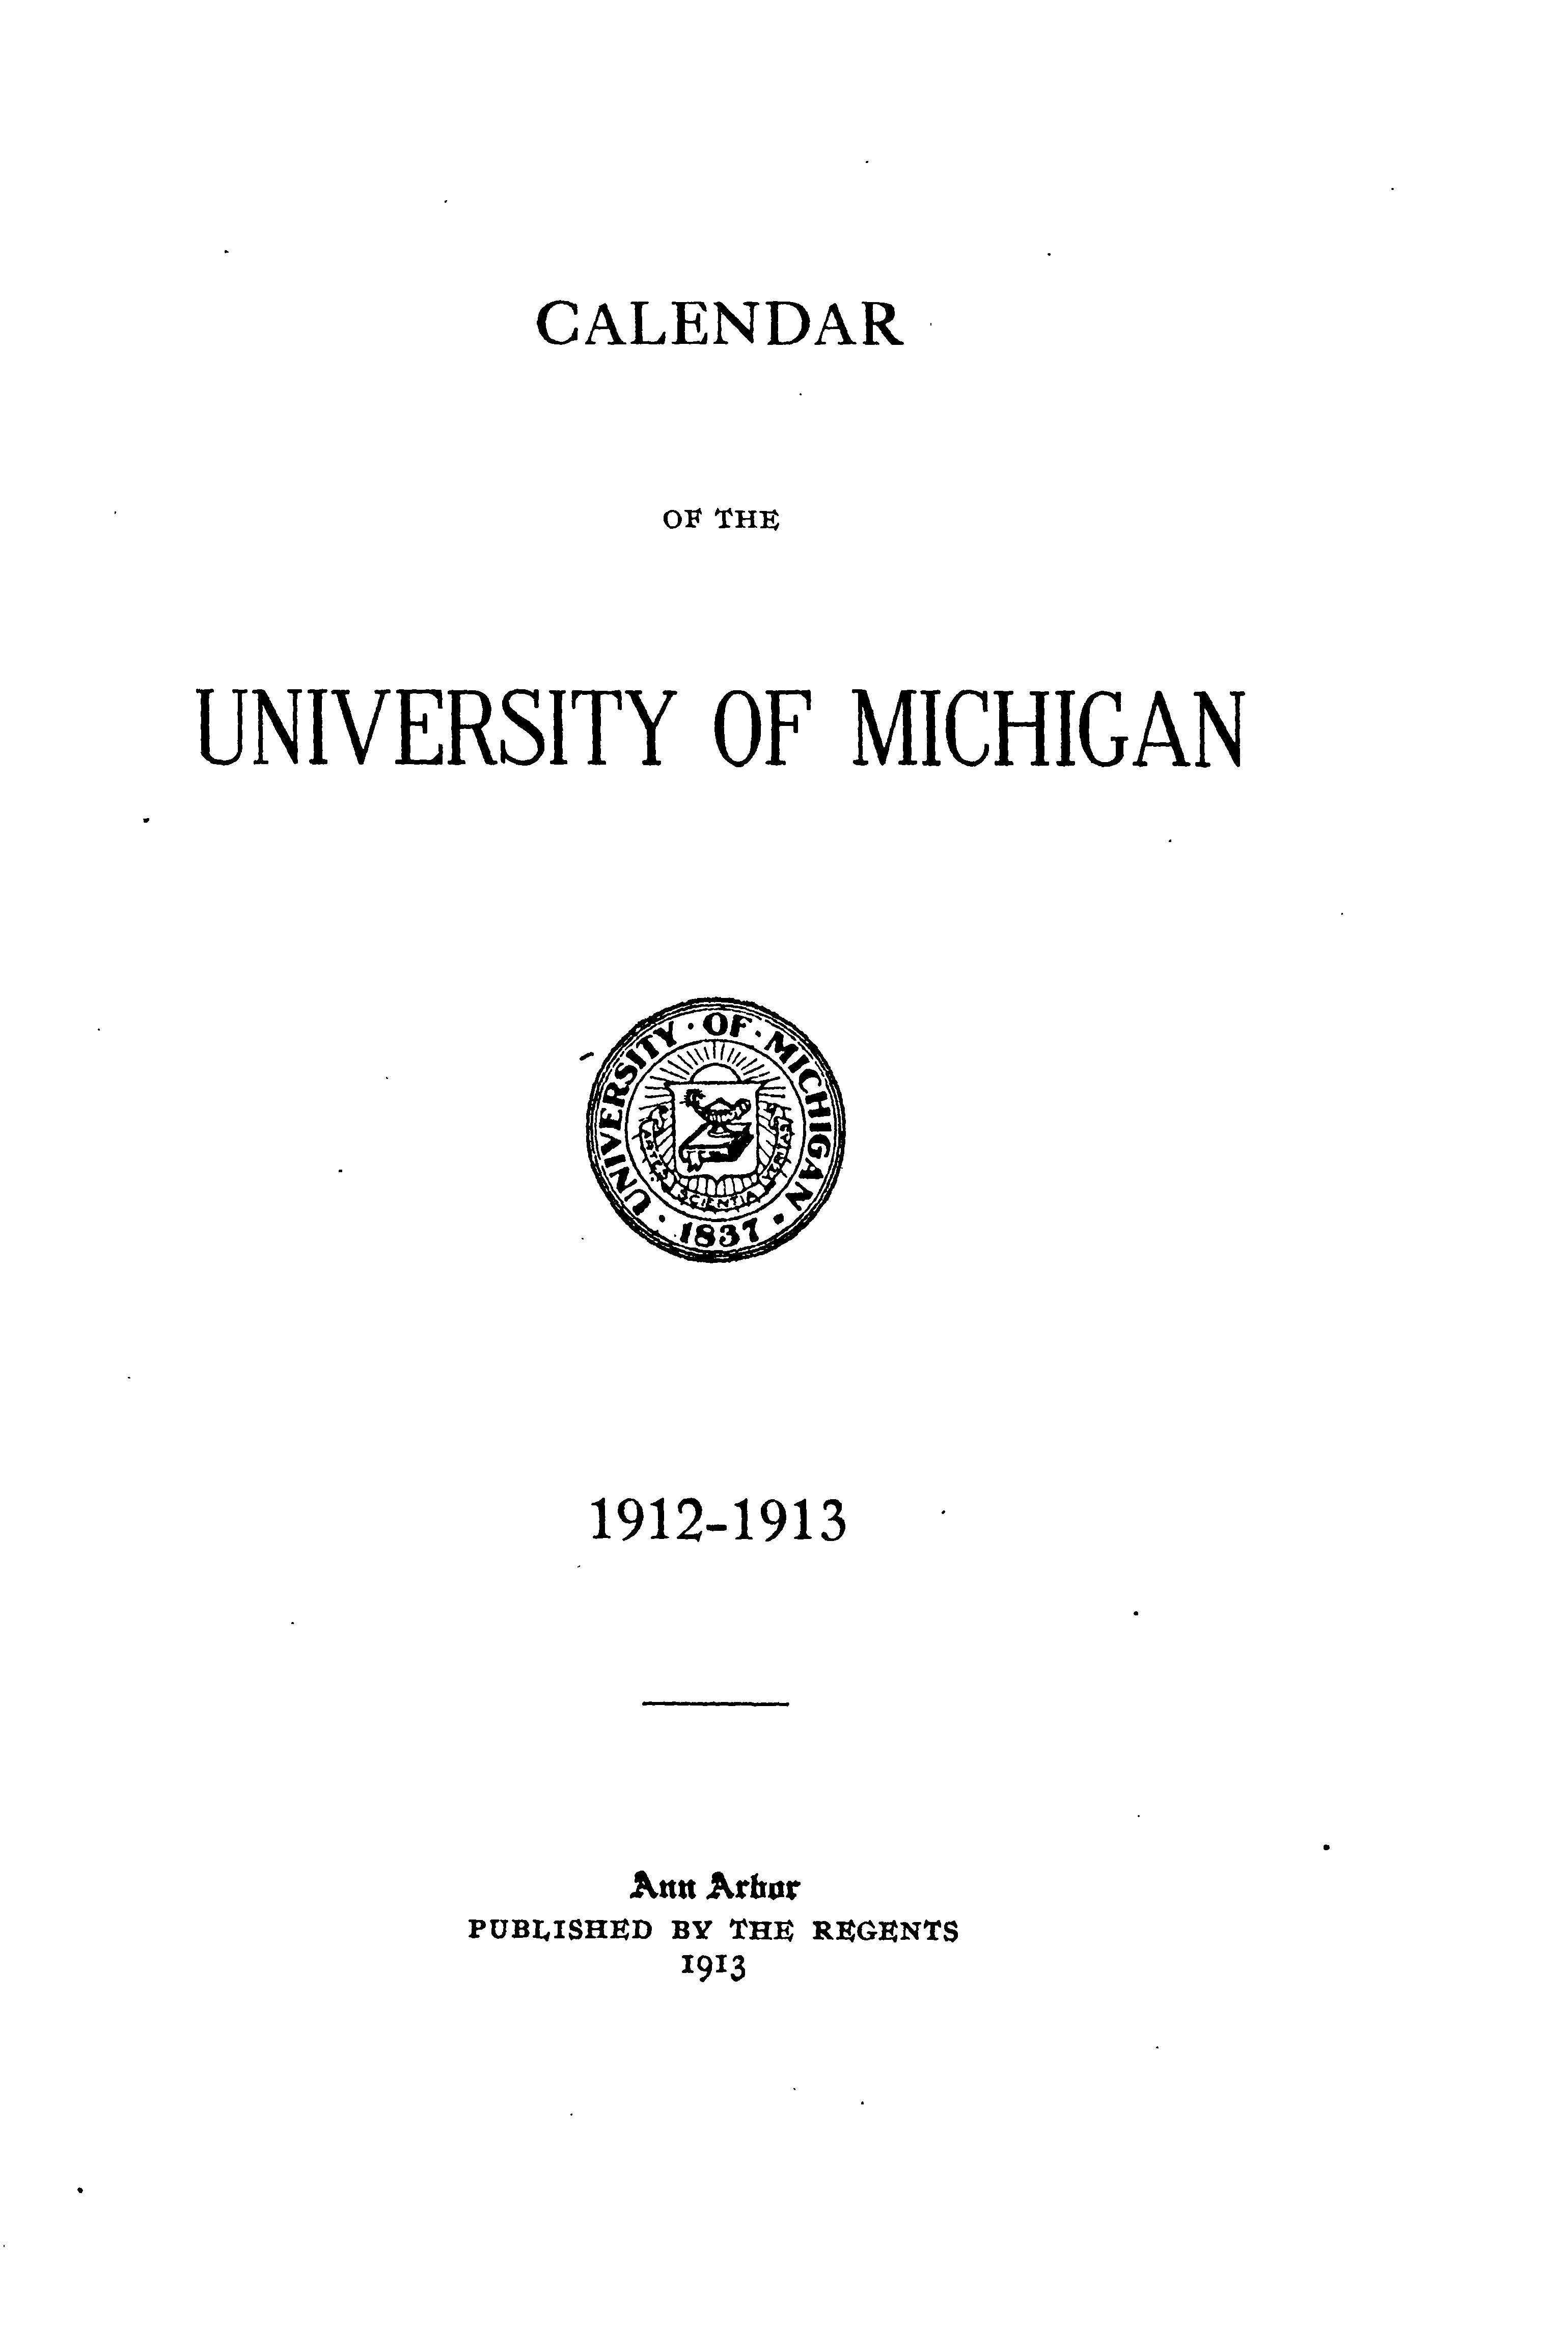 CALENDAR
OF THE
UNIVERSITY OF MICHIGAN
UNIVERSITY · OF · MICHIGAN
ARTES SCIENTIA VERITAS
· 1837 ·
1912-1913
Ann Arbor
PUBLISHED BY THE REGENTS
1913